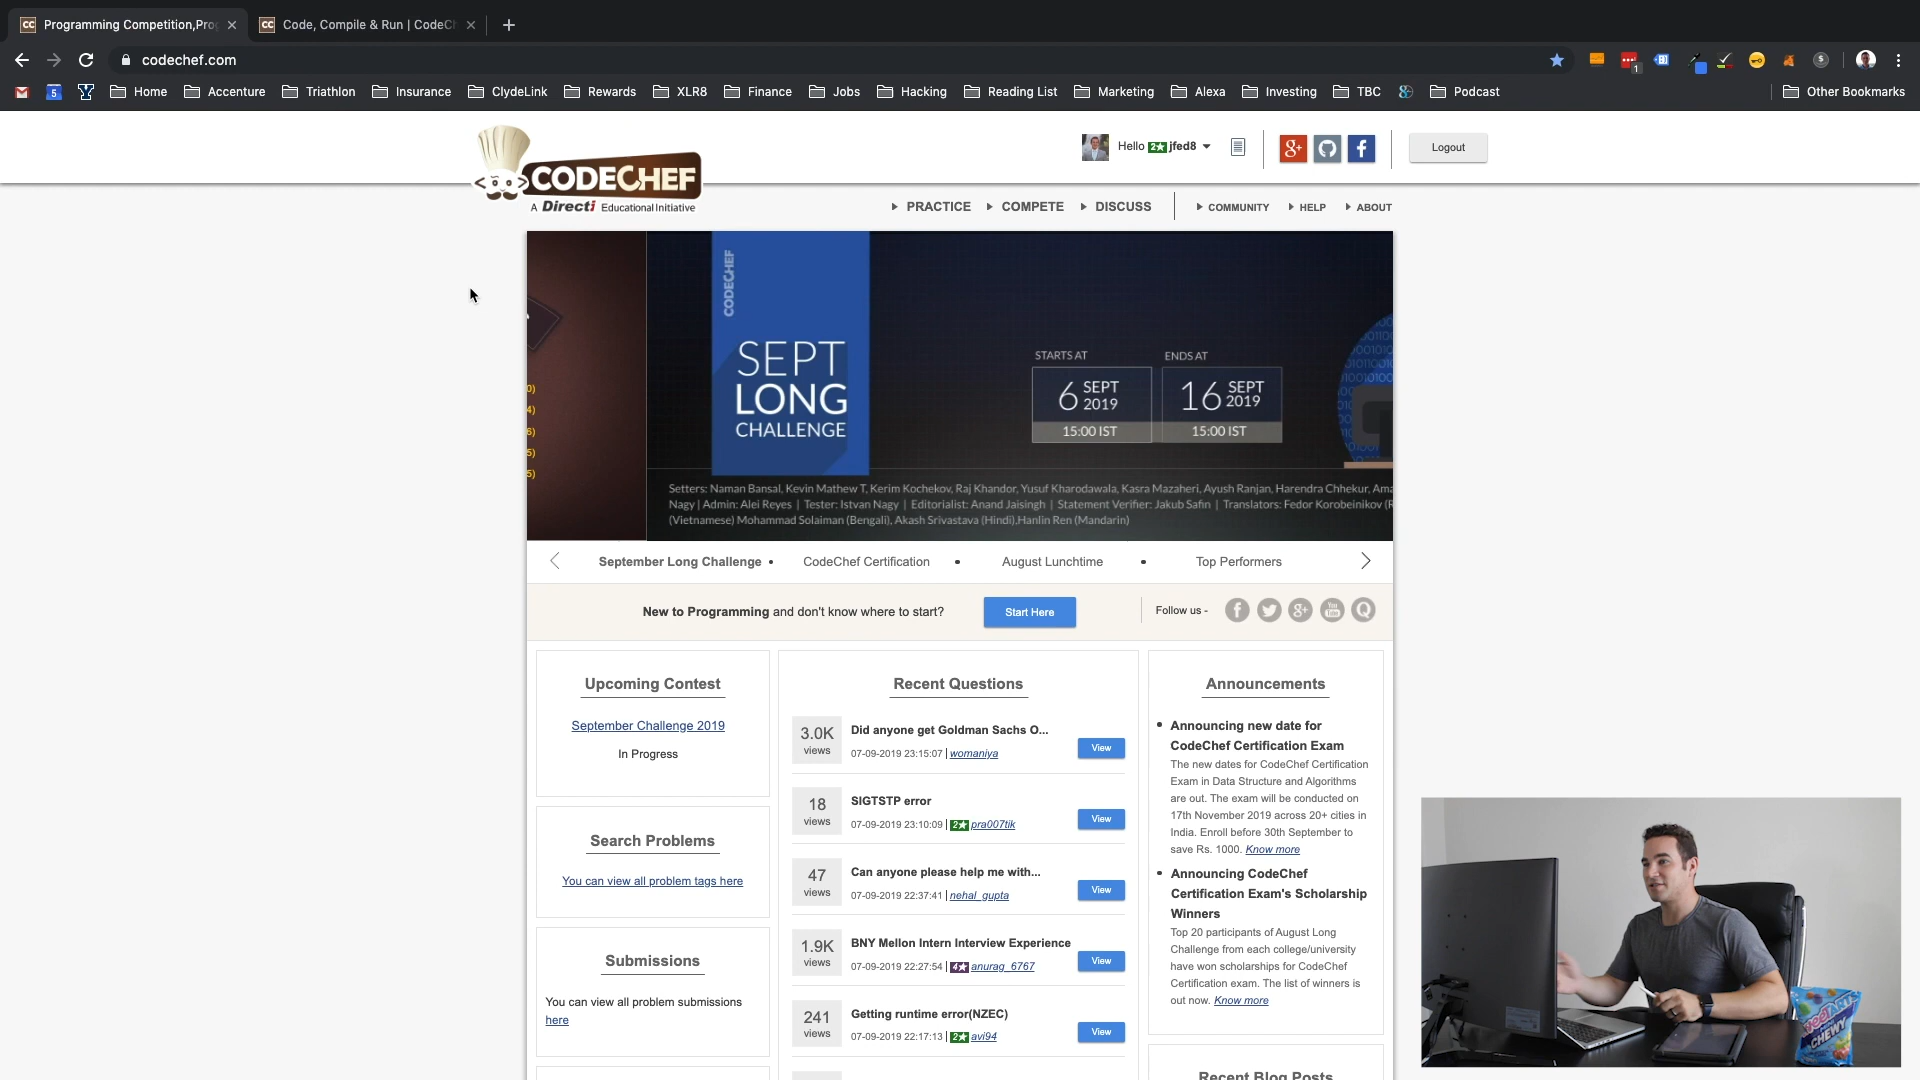 Programming Competition,Pro
Code, Compile & Run | CodeCh
codechef.com
1
5
Home
Accenture
Triathlon
Insurance
ClydeLink
Rewards
XLR8
Finance
Jobs
Hacking
Reading List
Marketing
Alexa
Investing
TBC
Podcast
Other Bookmarks
CODECHEF
A Directi Educational Initiative
Hello 2★ jfed8
Logout
PRACTICE
COMPETE
DISCUSS
COMMUNITY
HELP
ABOUT
CODECHEF
SEPT
LONG
CHALLENGE
STARTS AT
6 SEPT 2019
15:00 IST
ENDS AT
16 SEPT 2019
15:00 IST
Setters: Naman Bansal, Kevin Mathew T, Kerim Kochekov, Raj Khandor, Yusuf Kharodawala, Kasra Mazaheri, Ayush Ranjan, Harendra Chhekur, Ama
Nagy | Admin: Alei Reyes | Tester: Istvan Nagy | Editorialist: Anand Jaisingh | Statement Verifier: Jakub Safin | Translators: Fedor Korobeinikov (R
(Vietnamese) Mohammad Solaiman (Bengali), Akash Srivastava (Hindi),Hanlin Ren (Mandarin)
September Long Challenge
CodeChef Certification
August Lunchtime
Top Performers
New to Programming and don't know where to start?
Start Here
Follow us -
Upcoming Contest
September Challenge 2019
In Progress
Search Problems
You can view all problem tags here
Submissions
You can view all problem submissions
here
Recent Questions
3.0K
views
Did anyone get Goldman Sachs O...
07-09-2019 23:15:07 | womaniya
View
18
views
SIGTSTP error
07-09-2019 23:10:09 | 2★ pra007tik
View
47
views
Can anyone please help me with...
07-09-2019 22:37:41 | nehal_gupta
View
1.9K
views
BNY Mellon Intern Interview Experience
07-09-2019 22:27:54 | 4★ anurag_6767
View
241
views
Getting runtime error(NZEC)
07-09-2019 22:17:13 | 2★ avi94
View
Announcements
Announcing new date for
CodeChef Certification Exam
The new dates for CodeChef Certification
Exam in Data Structure and Algorithms
are out. The exam will be conducted on
17th November 2019 across 20+ cities in
India. Enroll before 30th September to
save Rs. 1000. Know more
Announcing CodeChef
Certification Exam's Scholarship
Winners
Top 20 participants of August Long
Challenge from each college/university
have won scholarships for CodeChef
Certification exam. The list of winners is
out now. Know more
Recent Blog Posts
CHEWY